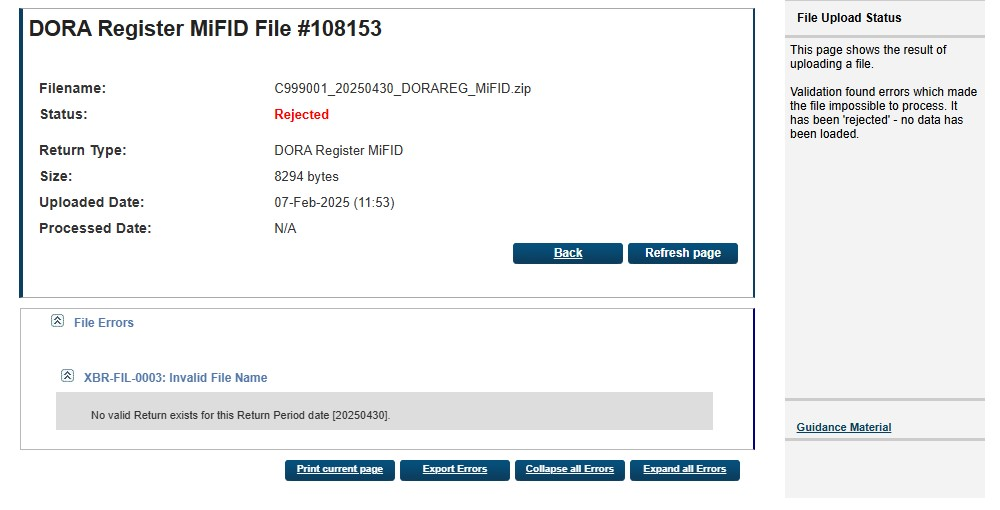 DORA Register MiFID File #108153
Filename: C999001_20250430_DORAREG_MiFID.zip
Status: Rejected
Return Type: DORA Register MiFID
Size: 8294 bytes
Uploaded Date: 07-Feb-2025 (11:53)
Processed Date: N/A
Back Refresh page
File Errors
XBR-FIL-0003: Invalid File Name
No valid Return exists for this Return Period date [20250430].
Print current page Export Errors Collapse all Errors Expand all Errors
File Upload Status
This page shows the result of
uploading a file.
Validation found errors which made
the file impossible to process. It
has been 'rejected' - no data has
been loaded.
Guidance Material